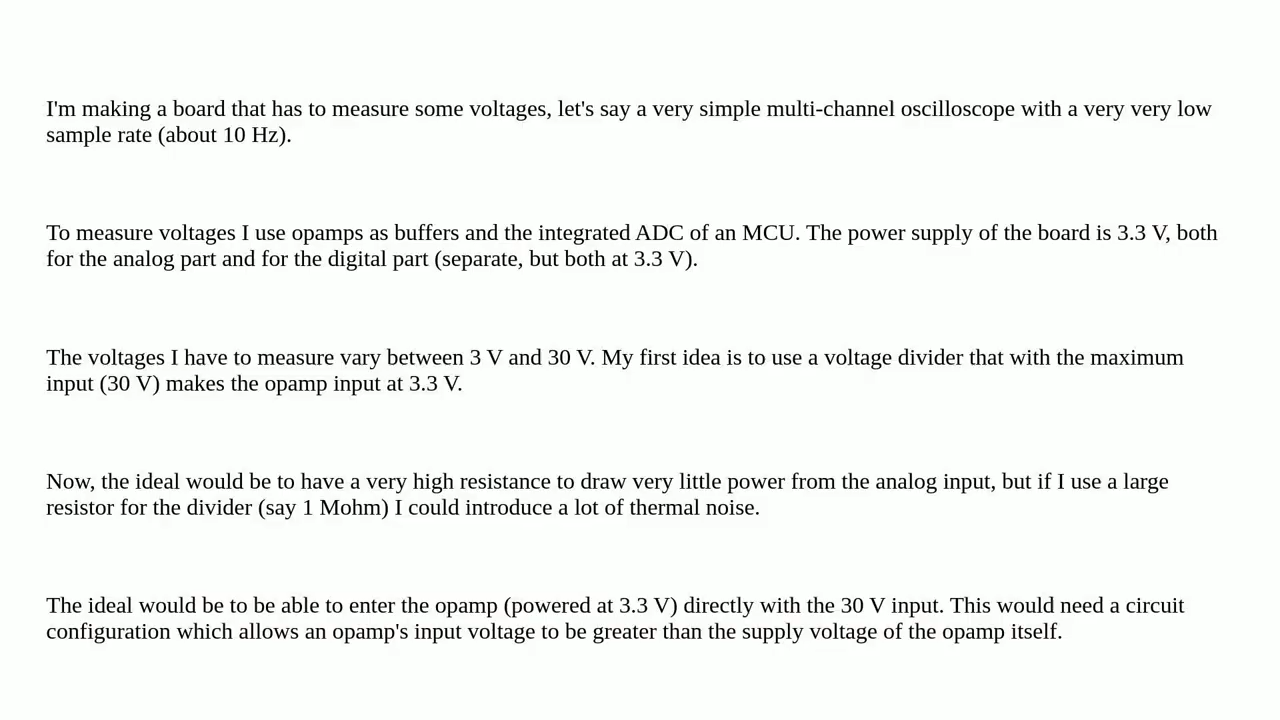 I'm making a board that has to measure some voltages, let's say a very simple multi-channel oscilloscope with a very very low
sample rate (about 10 Hz).
To measure voltages I use opamps as buffers and the integrated ADC of an MCU. The power supply of the board is 3.3 V, both
for the analog part and for the digital part (separate, but both at 3.3 V).
The voltages I have to measure vary between 3 V and 30 V. My first idea is to use a voltage divider that with the maximum
input (30 V) makes the opamp input at 3.3 V.
Now, the ideal would be to have a very high resistance to draw very little power from the analog input, but if I use a large
resistor for the divider (say 1 Mohm) I could introduce a lot of thermal noise.
The ideal would be to be able to enter the opamp (powered at 3.3 V) directly with the 30 V input. This would need a circuit
configuration which allows an opamp's input voltage to be greater than the supply voltage of the opamp itself.